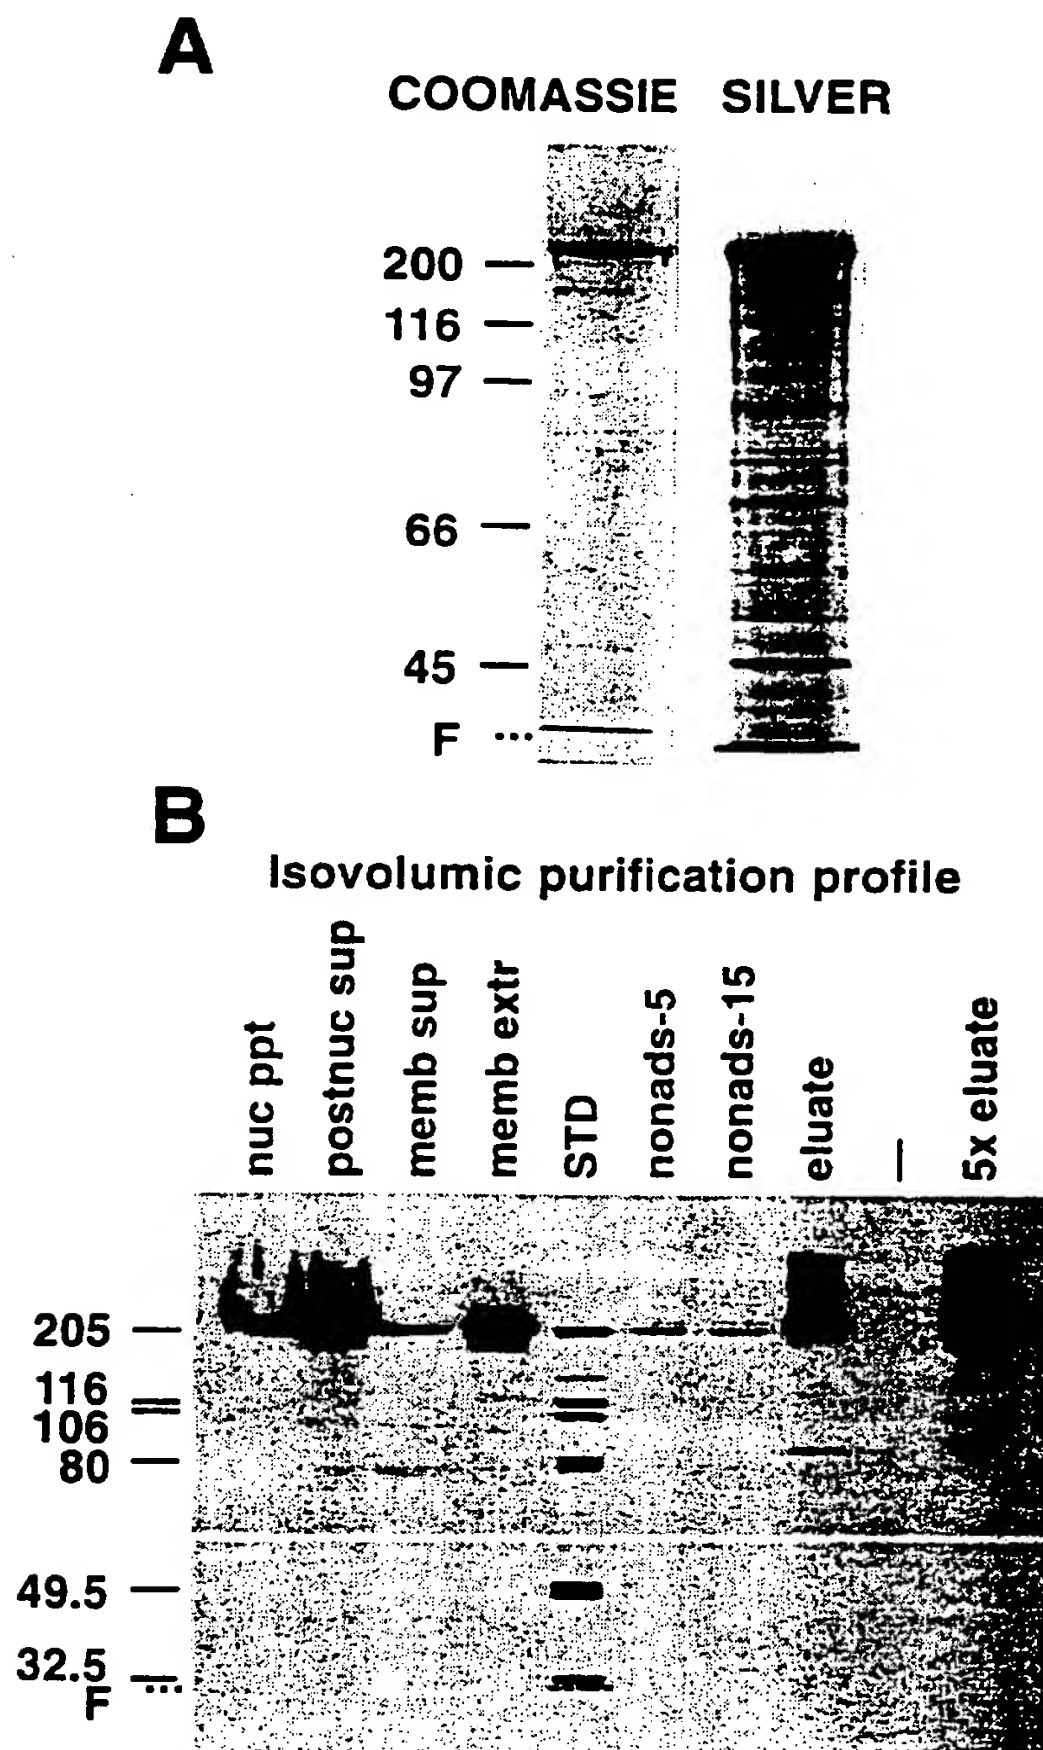 A
COOMASSIE SILVER
200
116
97
66
45
F ...
B
Isovolumic purification profile
nuc ppt
postnuc sup
memb sup
memb extr
STD
nonads-5
nonads-15
eluate
—
5x eluate
205
116
106
80
49.5
32.5
F ...